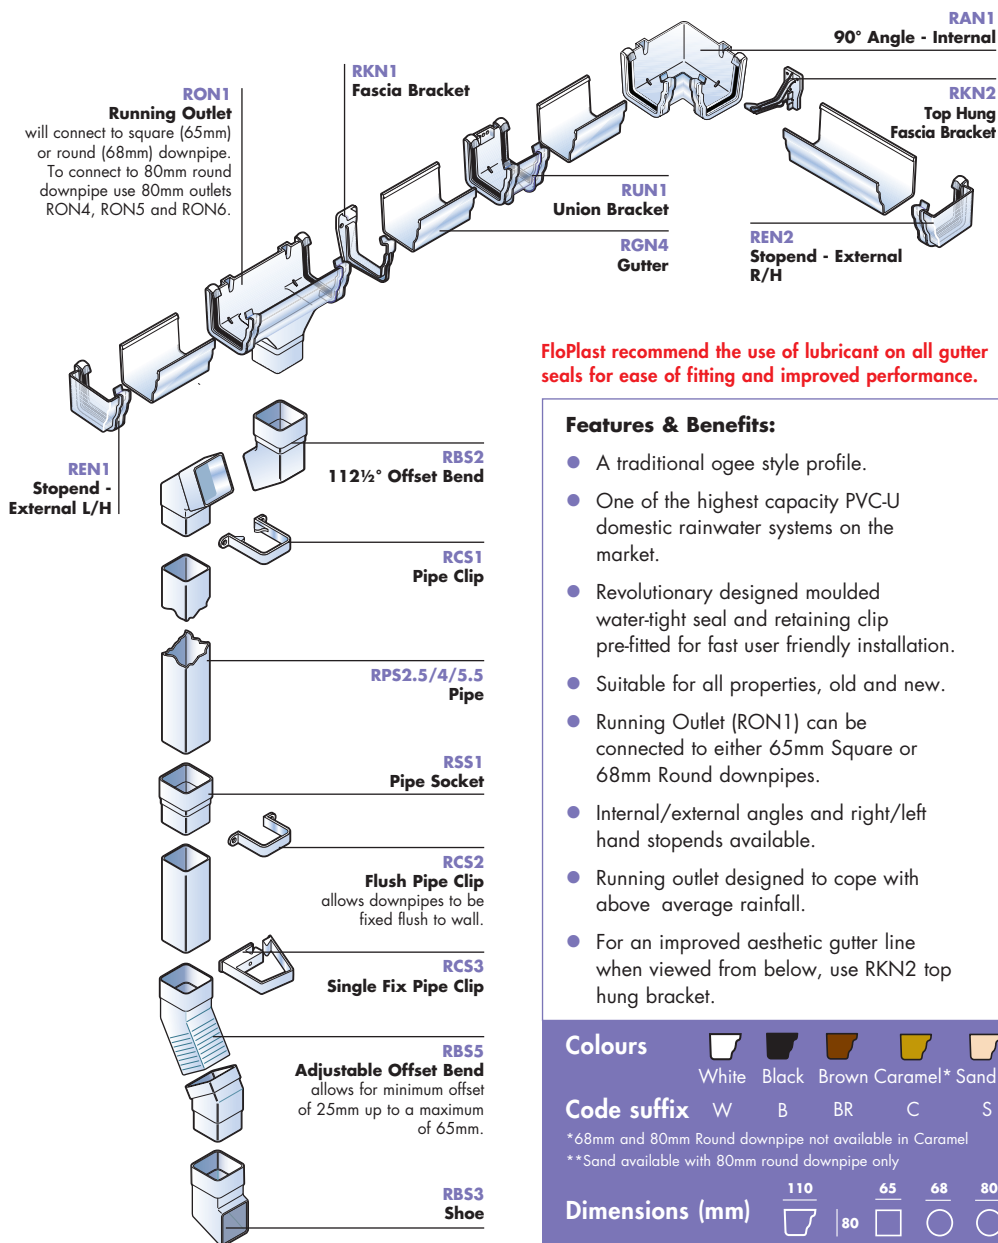 RAN1
90° Angle - Internal
RKN1
Fascia Bracket
RON1
Running Outlet
will connect to square (65mm)
or round (68mm) downpipe.
To connect to 80mm round
downpipe use 80mm outlets
RON4, RON5 and RON6.
RKN2
Top Hung
Fascia Bracket
RUN1
Union Bracket
RGN4
Gutter
REN2
Stopend - External
R/H
FloPlast recommend the use of lubricant on all gutter
seals for ease of fitting and improved performance.
REN1
Stopend -
External L/H
RBS2
112½° Offset Bend
RCS1
Pipe Clip
RPS2.5/4/5.5
Pipe
RSS1
Pipe Socket
RCS2
Flush Pipe Clip
allows downpipes to be
fixed flush to wall.
RCS3
Single Fix Pipe Clip
RBS5
Adjustable Offset Bend
allows for minimum offset
of 25mm up to a maximum
of 65mm.
RBS3
Shoe
Features & Benefits:
● A traditional ogee style profile.
● One of the highest capacity PVC-U
domestic rainwater systems on the
market.
● Revolutionary designed moulded
water-tight seal and retaining clip
pre-fitted for fast user friendly installation.
● Suitable for all properties, old and new.
● Running Outlet (RON1) can be
connected to either 65mm Square or
68mm Round downpipes.
● Internal/external angles and right/left
hand stopends available.
● Running outlet designed to cope with
above average rainfall.
● For an improved aesthetic gutter line
when viewed from below, use RKN2 top
hung bracket.
Colours
White Black Brown Caramel* Sand
Code suffix W B BR C S
*68mm and 80mm Round downpipe not available in Caramel
**Sand available with 80mm round downpipe only
110 65 68 80
Dimensions (mm) 80